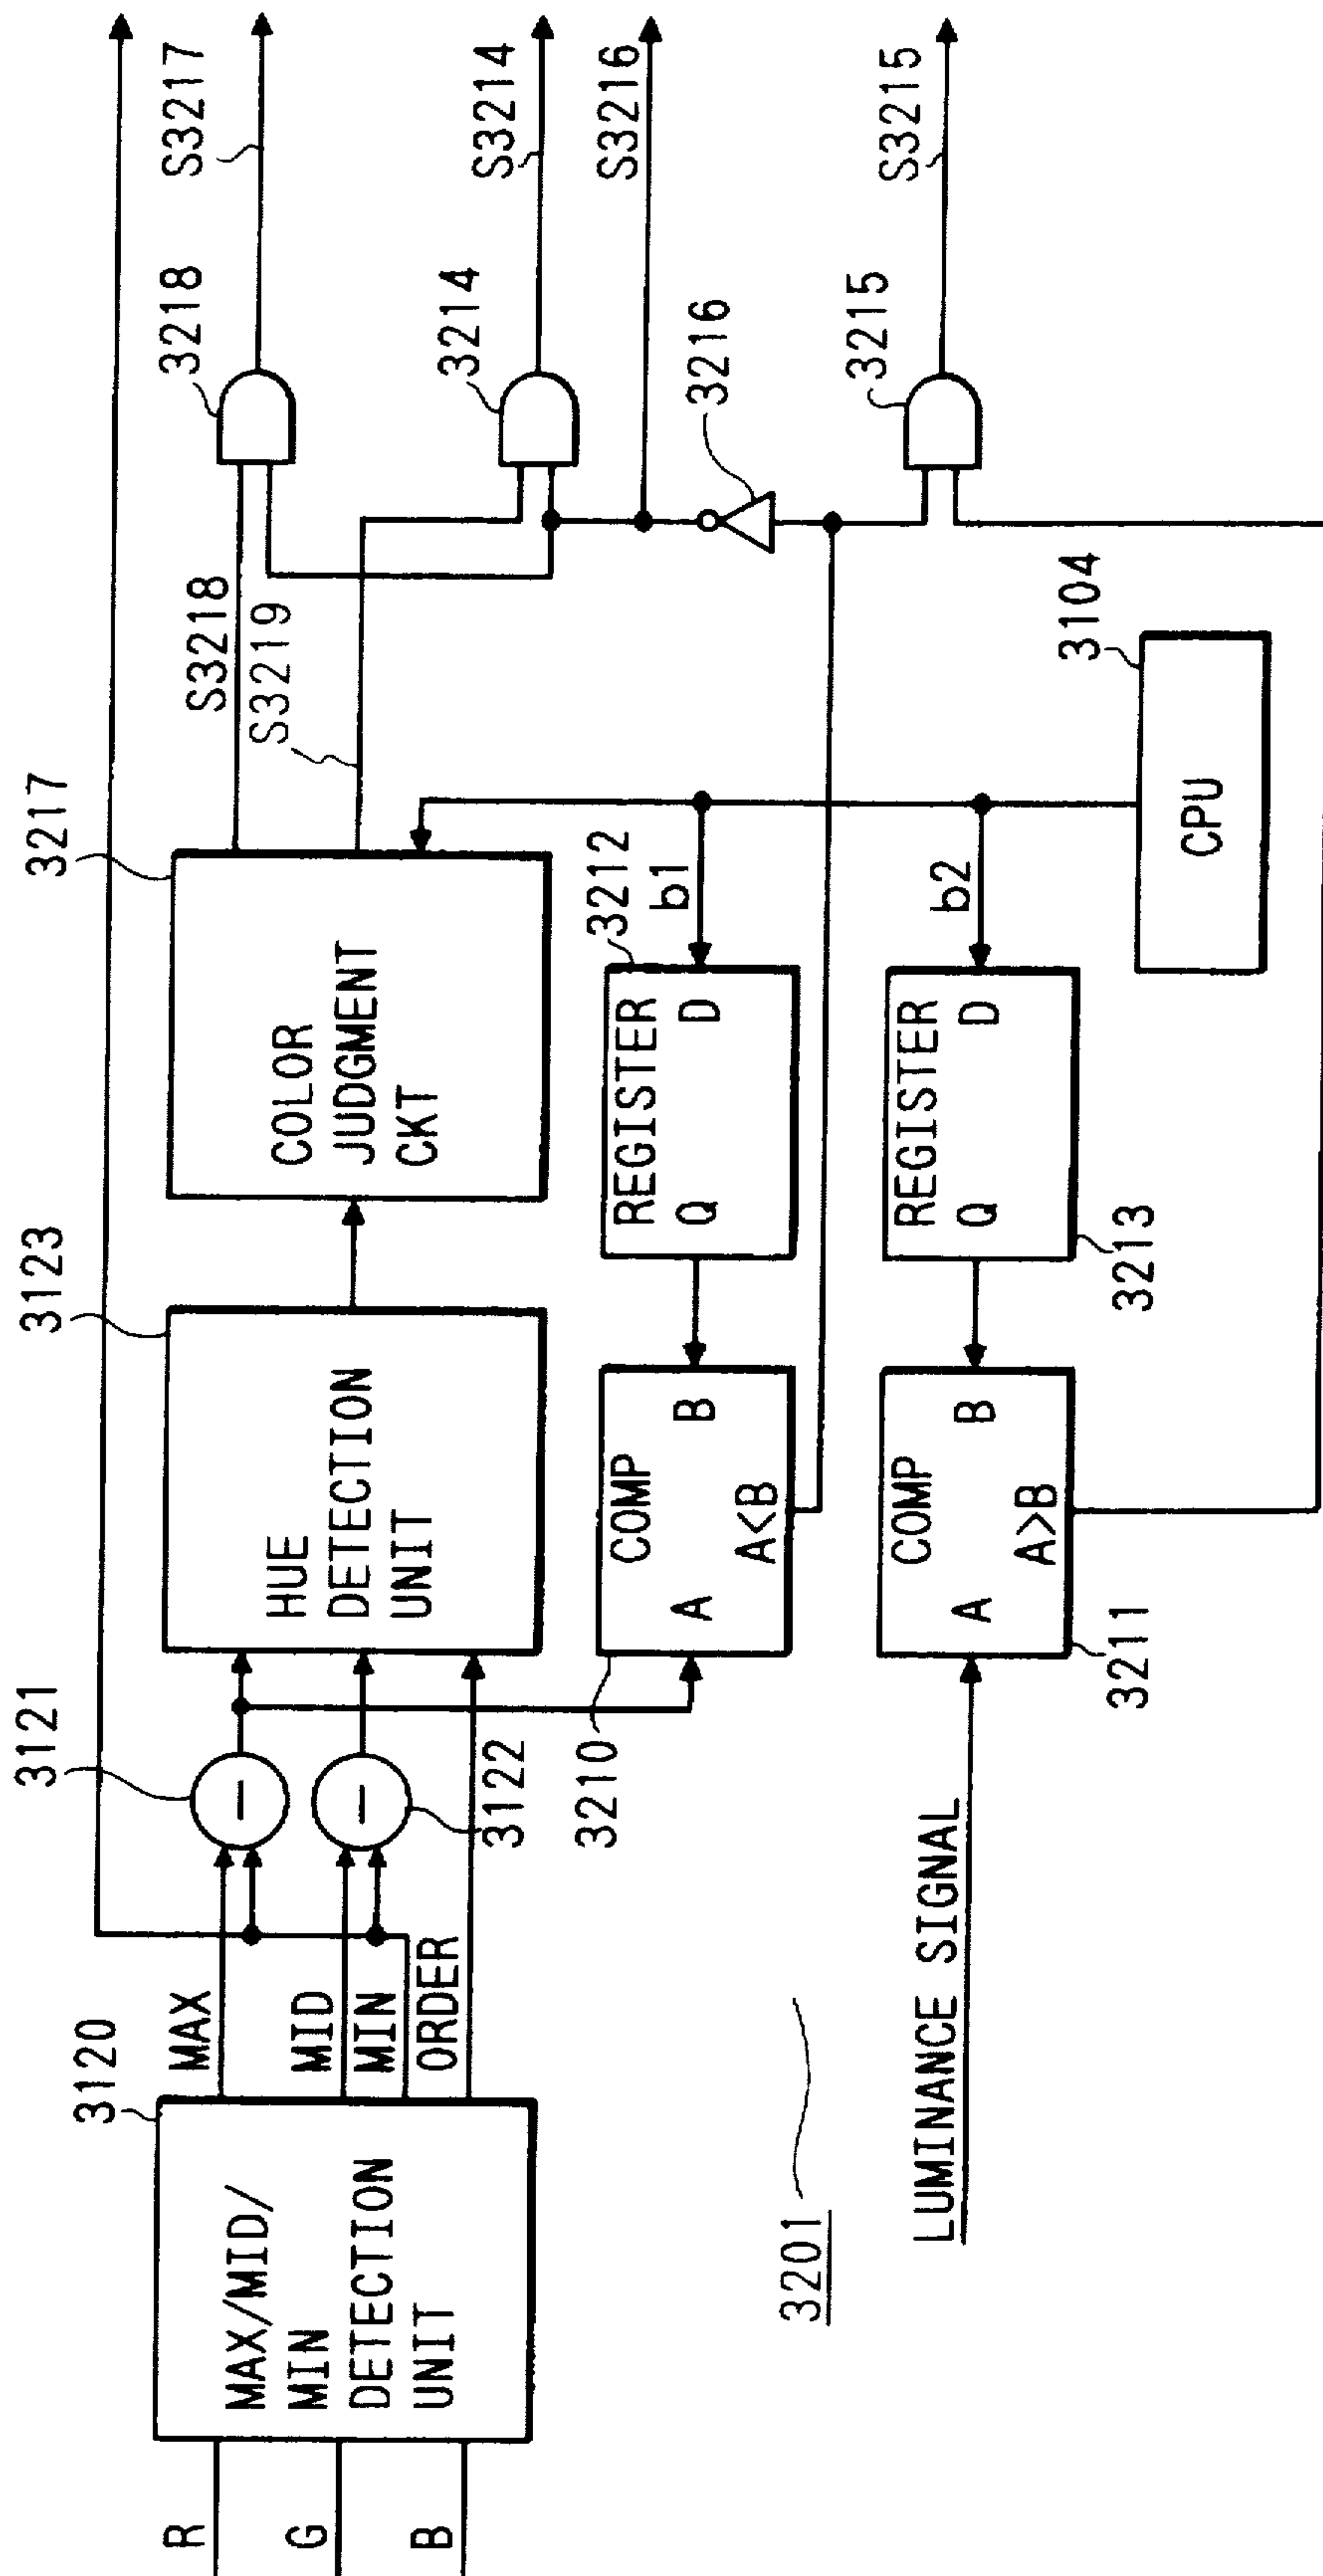 R
G
B
3120
MAX/MID/
MIN
DETECTION
UNIT
MAX
MID
MIN
ORDER
3121
3122
3123
HUE
DETECTION
UNIT
3217
COLOR
JUDGMENT
CKT
S3218
S3219
3218
S3217
3214
S3214
S3216
3216
3210
COMP
A
B
A<B
3212
REGISTER
Q
D
b1
3215
S3215
3201
LUMINANCE SIGNAL
3211
COMP
A
B
A>B
3213
REGISTER
Q
D
b2
3104
CPU